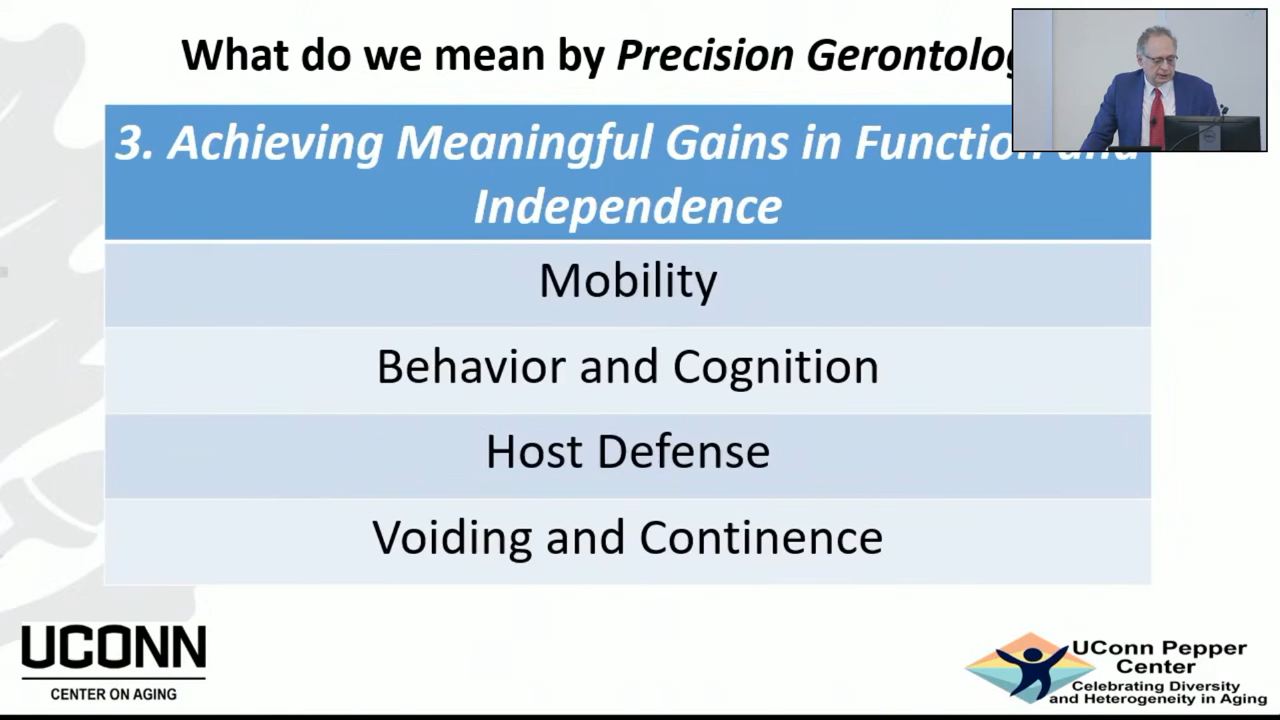 What do we mean by Precision Gerontolog
3. Achieving Meaningful Gains in Function and
Independence
Mobility
Behavior and Cognition
Host Defense
Voiding and Continence
UCONN
CENTER ON AGING
UConn Pepper
Center
Celebrating Diversity
and Heterogeneity in Aging